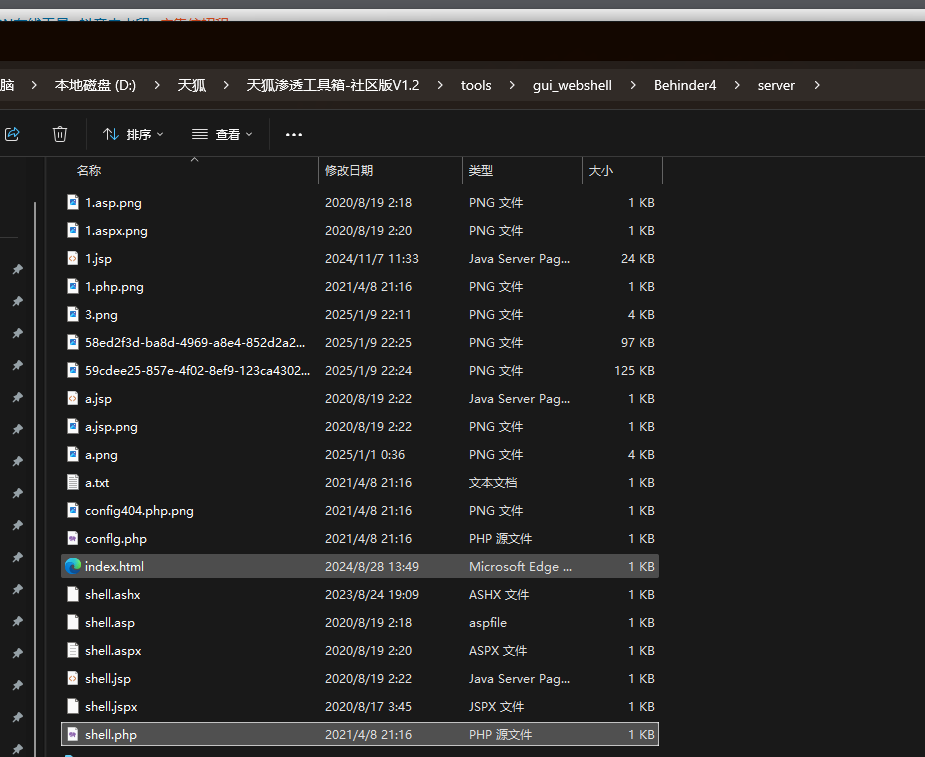 脑 > 本地磁盘 (D:) > 天狐 > 天狐渗透工具箱-社区版V1.2 > tools > gui_webshell > Behinder4 > server >
排序 查看 •••
名称 修改日期 类型 大小
1.asp.png 2020/8/19 2:18 PNG 文件 1 KB
1.aspx.png 2020/8/19 2:20 PNG 文件 1 KB
1.jsp 2024/11/7 11:33 Java Server Pag... 24 KB
1.php.png 2021/4/8 21:16 PNG 文件 1 KB
3.png 2025/1/9 22:11 PNG 文件 4 KB
58ed2f3d-ba8d-4969-a8e4-852d2a2... 2025/1/9 22:25 PNG 文件 97 KB
59cdee25-857e-4f02-8ef9-123ca4302... 2025/1/9 22:24 PNG 文件 125 KB
a.jsp 2020/8/19 2:22 Java Server Pag... 1 KB
a.jsp.png 2020/8/19 2:22 PNG 文件 1 KB
a.png 2025/1/1 0:36 PNG 文件 4 KB
a.txt 2021/4/8 21:16 文本文档 1 KB
config404.php.png 2021/4/8 21:16 PNG 文件 1 KB
conflg.php 2021/4/8 21:16 PHP 源文件 1 KB
index.html 2024/8/28 13:49 Microsoft Edge ... 1 KB
shell.ashx 2023/8/24 19:09 ASHX 文件 1 KB
shell.asp 2020/8/19 2:18 aspfile 1 KB
shell.aspx 2020/8/19 2:20 ASPX 文件 1 KB
shell.jsp 2020/8/19 2:22 Java Server Pag... 1 KB
shell.jspx 2020/8/17 3:45 JSPX 文件 1 KB
shell.php 2021/4/8 21:16 PHP 源文件 1 KB